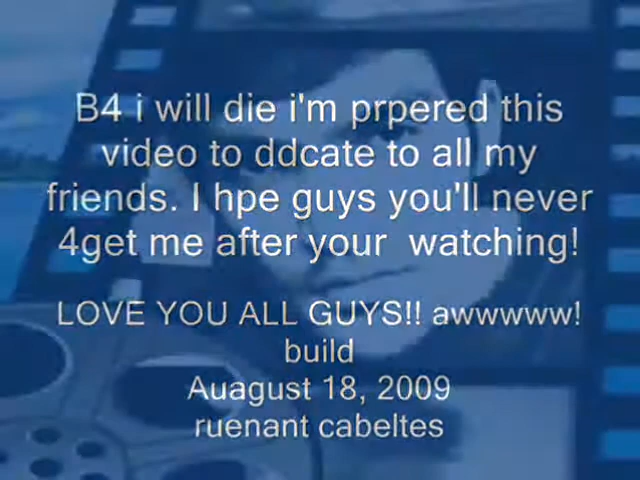 B4 i will die i'm prpered this
video to ddcate to all my
friends. I hpe guys you'll never
4get me after your watching!
LOVE YOU ALL GUYS!! awwwww!
build
Auagust 18, 2009
ruenant cabeltes